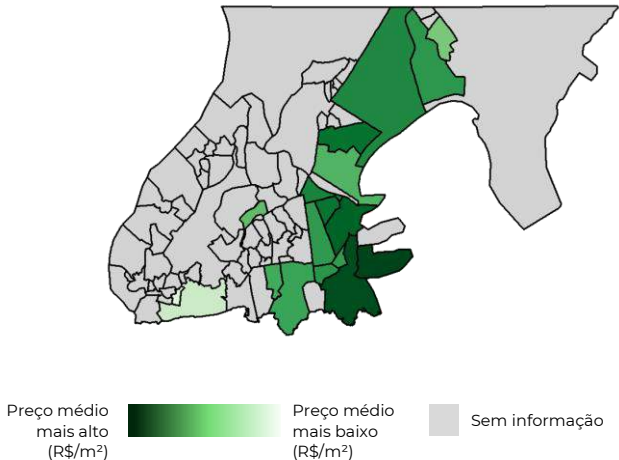 Preço médio
mais alto
(R$/m²)
Preço médio
mais baixo
(R$/m²)
Sem informação